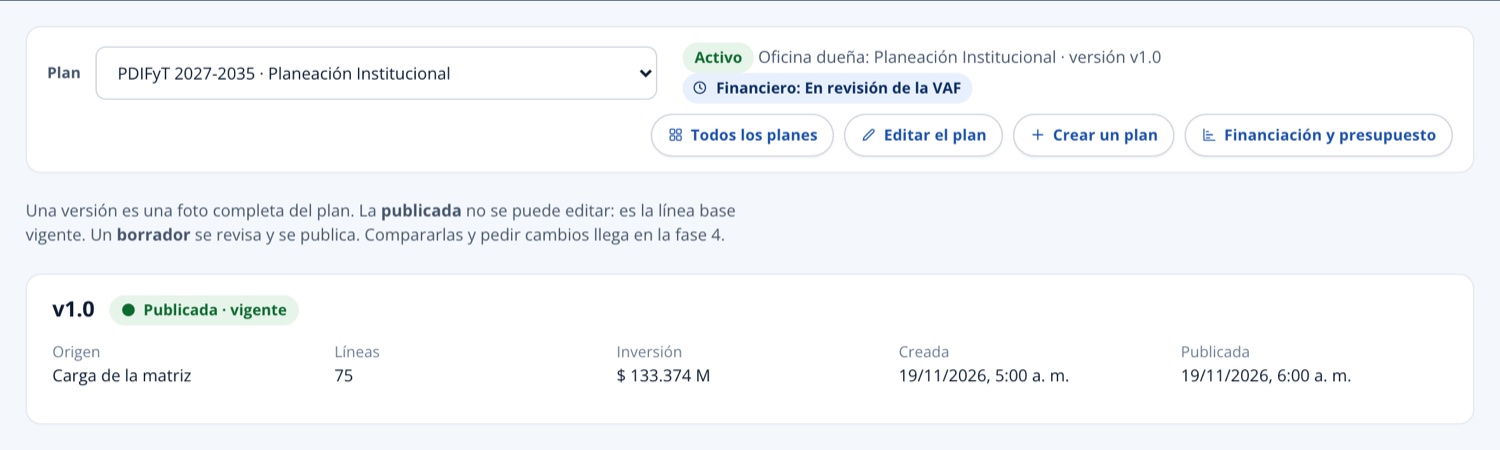 Plan
PDIFyT 2027-2035 · Planeación Institucional
Activo Oficina dueña: Planeación Institucional · versión v1.0
Financiero: En revisión de la VAF
Todos los planes Editar el plan + Crear un plan Financiación y presupuesto
Una versión es una foto completa del plan. La publicada no se puede editar: es la línea base
vigente. Un borrador se revisa y se publica. Compararlas y pedir cambios llega en la fase 4.
v1.0 Publicada · vigente
Origen Líneas Inversión Creada Publicada
Carga de la matriz 75 $ 133.374 M 19/11/2026, 5:00 a. m. 19/11/2026, 6:00 a. m.